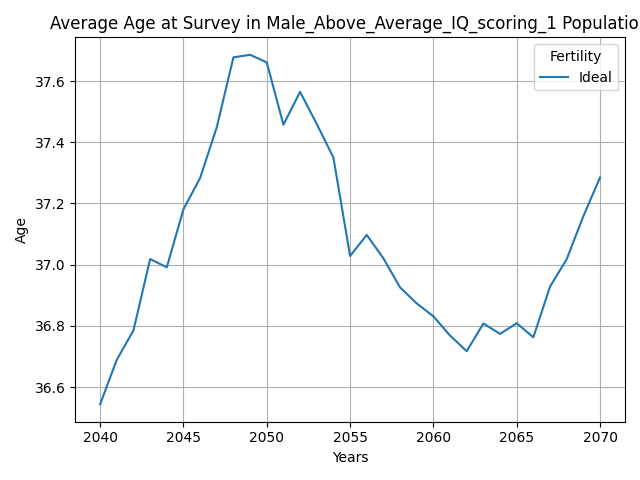 Average Age at Survey in Male_Above_Average_IQ_scoring_1 Populatio
Fertility
Ideal
37.6
37.4
37.2
37.0
36.8
36.6
Age
2040 2045 2050 2055 2060 2065 2070
Years